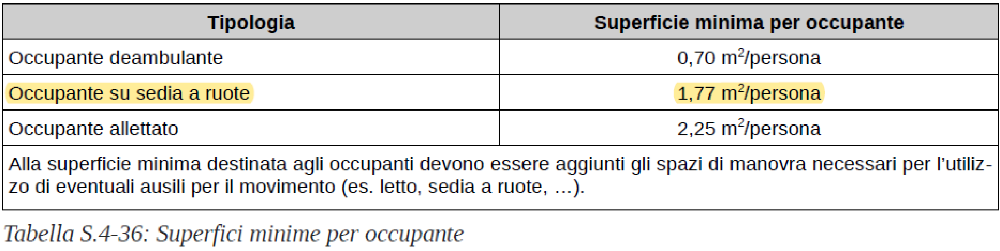 Tipologia
Superficie minima per occupante
Occupante deambulante
0,70 m²/persona
Occupante su sedia a ruote
1,77 m²/persona
Occupante allettato
2,25 m²/persona
Alla superficie minima destinata agli occupanti devono essere aggiunti gli spazi di manovra necessari per l’utiliz-
zo di eventuali ausili per il movimento (es. letto, sedia a ruote, ...).
Tabella S.4-36: Superfici minime per occupante